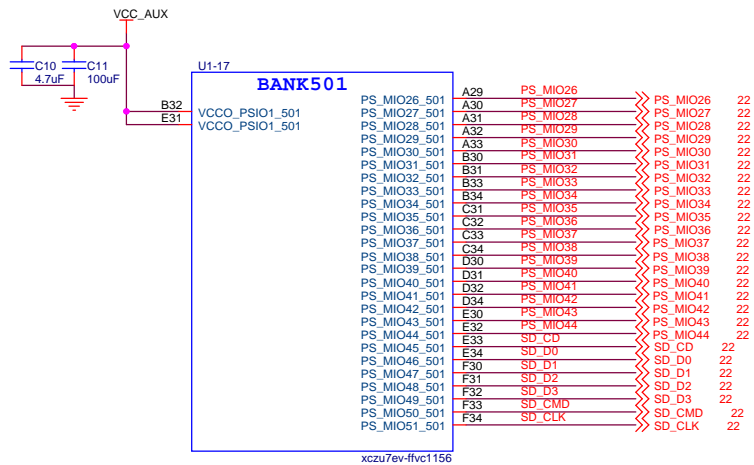 VCC_AUX
C10
4.7uF
C11
100uF
U1-17
BANK501
B32 VCCO_PSIO1_501
E31 VCCO_PSIO1_501
PS_MIO26_501 A29 PS_MIO26 PS_MIO26 22
PS_MIO27_501 A30 PS_MIO27 PS_MIO27 22
PS_MIO28_501 A31 PS_MIO28 PS_MIO28 22
PS_MIO29_501 A32 PS_MIO29 PS_MIO29 22
PS_MIO30_501 A33 PS_MIO30 PS_MIO30 22
PS_MIO31_501 B30 PS_MIO31 PS_MIO31 22
PS_MIO32_501 B31 PS_MIO32 PS_MIO32 22
PS_MIO33_501 B33 PS_MIO33 PS_MIO33 22
PS_MIO34_501 B34 PS_MIO34 PS_MIO34 22
PS_MIO35_501 C31 PS_MIO35 PS_MIO35 22
PS_MIO36_501 C32 PS_MIO36 PS_MIO36 22
PS_MIO37_501 C33 PS_MIO37 PS_MIO37 22
PS_MIO38_501 C34 PS_MIO38 PS_MIO38 22
PS_MIO39_501 D30 PS_MIO39 PS_MIO39 22
PS_MIO40_501 D31 PS_MIO40 PS_MIO40 22
PS_MIO41_501 D32 PS_MIO41 PS_MIO41 22
PS_MIO42_501 D34 PS_MIO42 PS_MIO42 22
PS_MIO43_501 E30 PS_MIO43 PS_MIO43 22
PS_MIO44_501 E32 PS_MIO44 PS_MIO44 22
PS_MIO45_501 E33 SD_CD SD_CD 22
PS_MIO46_501 E34 SD_D0 SD_D0 22
PS_MIO47_501 F30 SD_D1 SD_D1 22
PS_MIO48_501 F31 SD_D2 SD_D2 22
PS_MIO49_501 F32 SD_D3 SD_D3 22
PS_MIO50_501 F33 SD_CMD SD_CMD 22
PS_MIO51_501 F34 SD_CLK SD_CLK 22
xczu7ev-ffvc1156